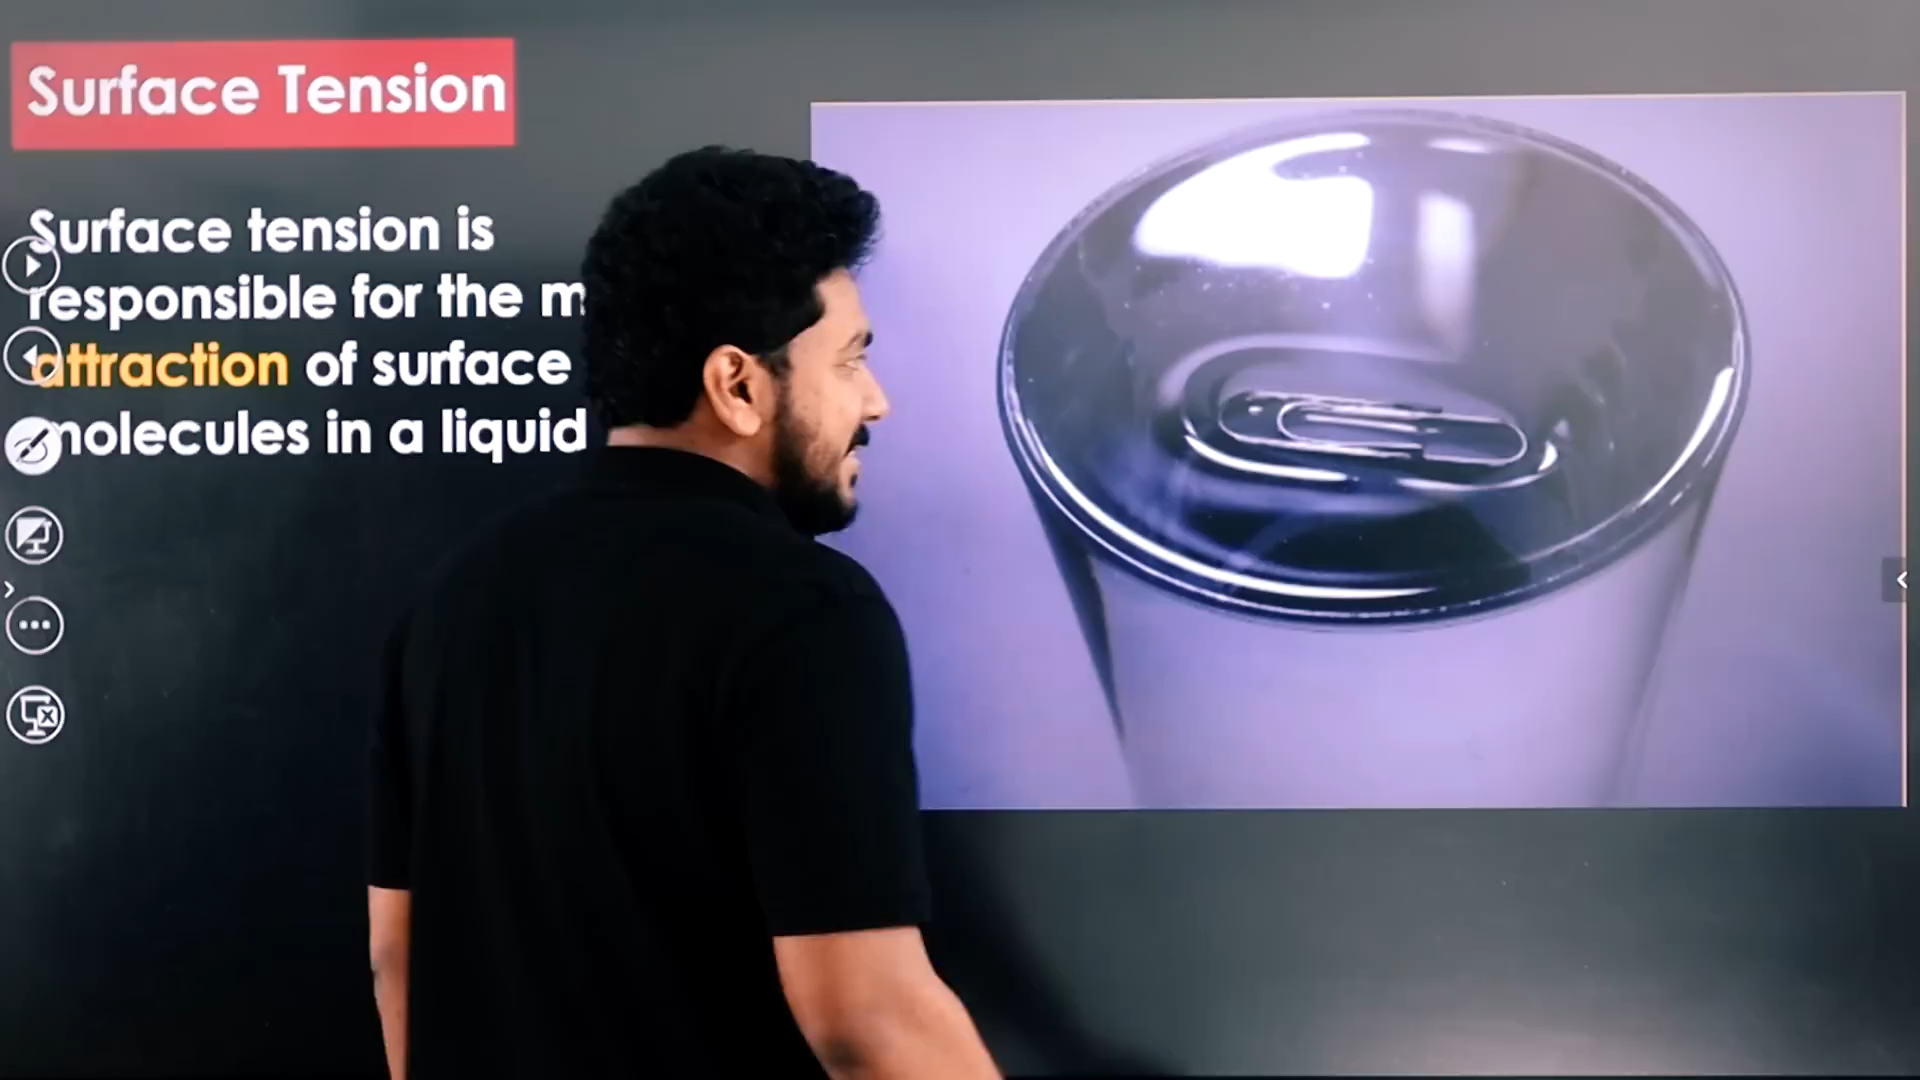 Surface Tension
Surface tension is
responsible for the
attraction of surface
molecules in a liquid